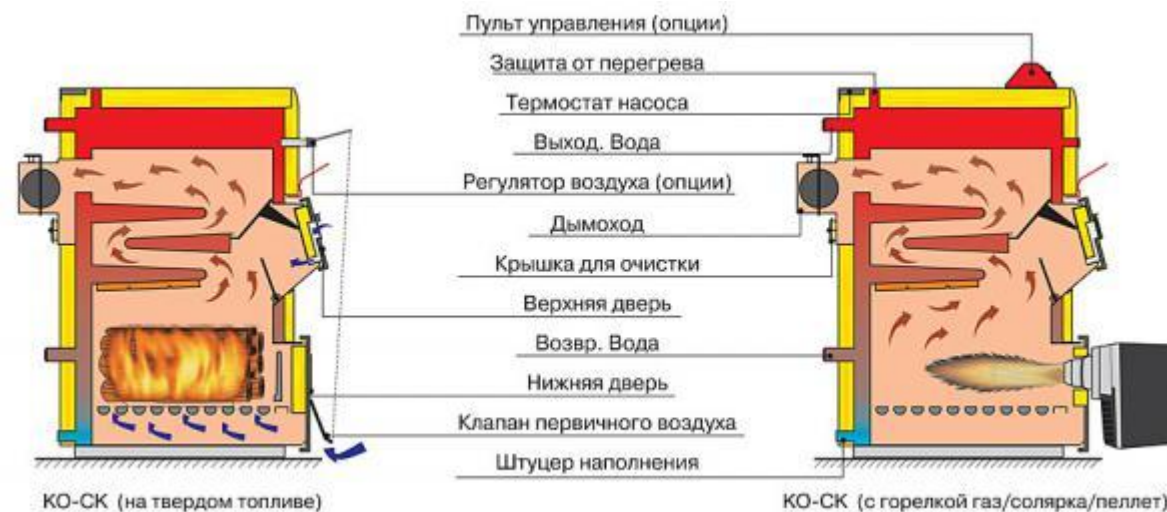 Пульт управления (опции)
Защита от перегрева
Термостат насоса
Выход. Вода
Регулятор воздуха (опции)
Дымоход
Крышка для очистки
Верхняя дверь
Возвр. Вода
Нижняя дверь
Клапан первичного воздуха
Штуцер наполнения
КО-СК (на твердом топливе)
КО-СК (с горелкой газ/солярка/пеллет)